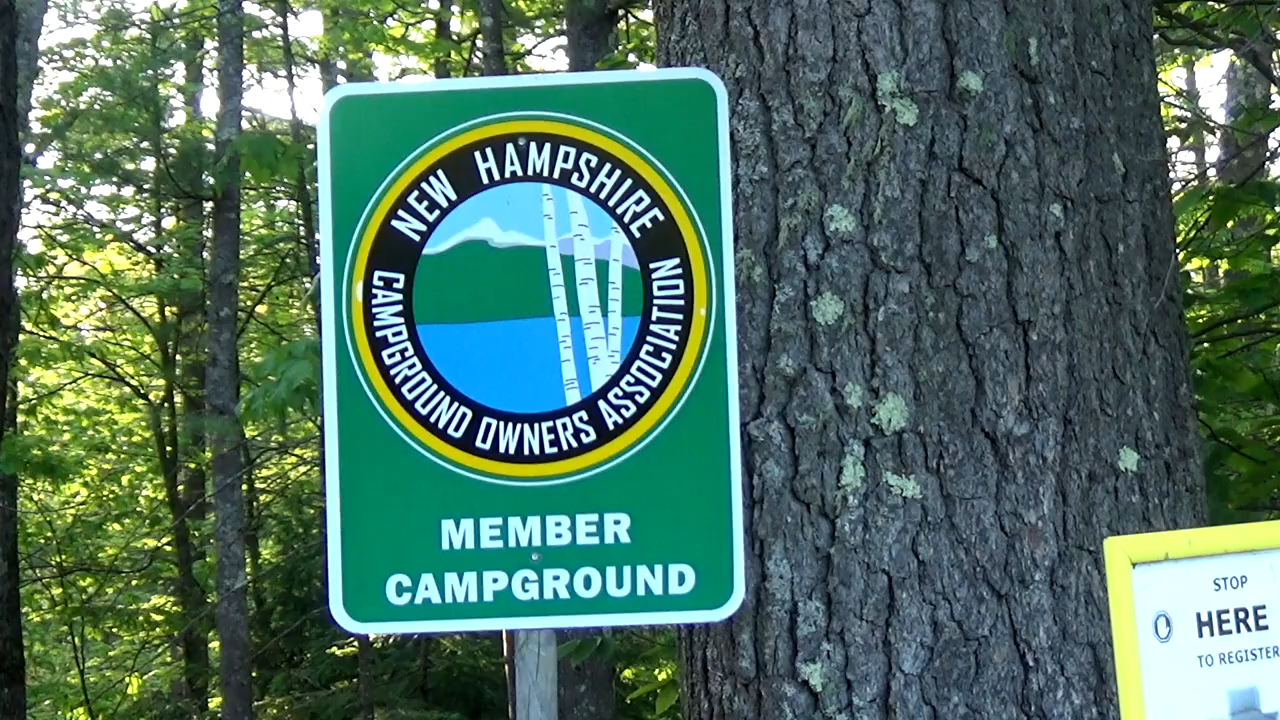 NEW HAMPSHIRE
CAMPGROUND OWNERS ASSOCIATION
MEMBER
CAMPGROUND
STOP
HERE
TO REGISTER